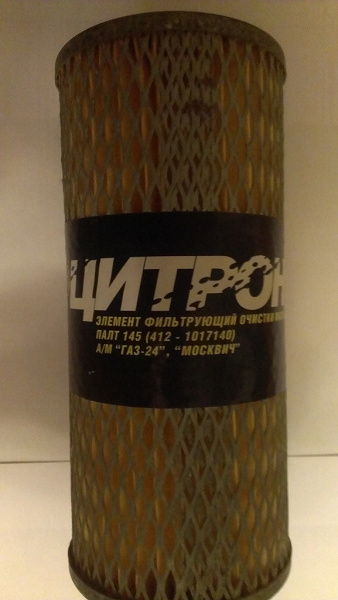 ЦИТРОН
ЭЛЕМЕНТ ФИЛЬТРУЮЩИЙ ОЧИСТКИ
ПАЛТ 145 (412 - 1017140)
А/М "ГАЗ-24", "МОСКВИЧ"